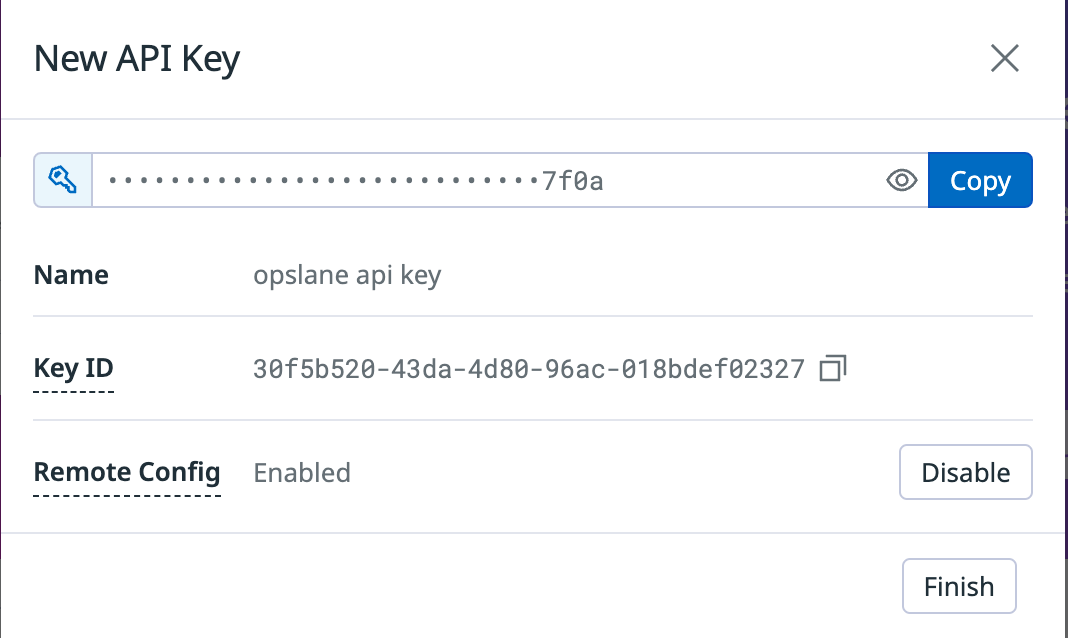 New API Key
••••••••••••••••••••••••••••7f0a Copy
Name opslane api key
Key ID 30f5b520-43da-4d80-96ac-018bdef02327
Remote Config Enabled Disable
Finish